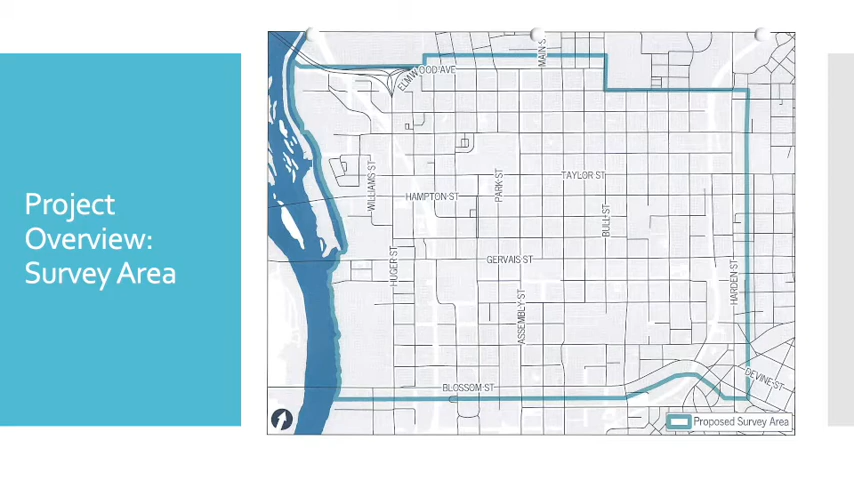 Project
Overview:
Survey Area
MAIN S
ELMWOOD AVE
WILLIAMS ST
HAMPTON ST
PARK ST
TAYLOR ST
BULL ST
HUGER ST
GERVAIS ST
HARDEN ST
ASSEMBLY ST
BLOSSOM ST
DEVINE ST
Proposed Survey Area